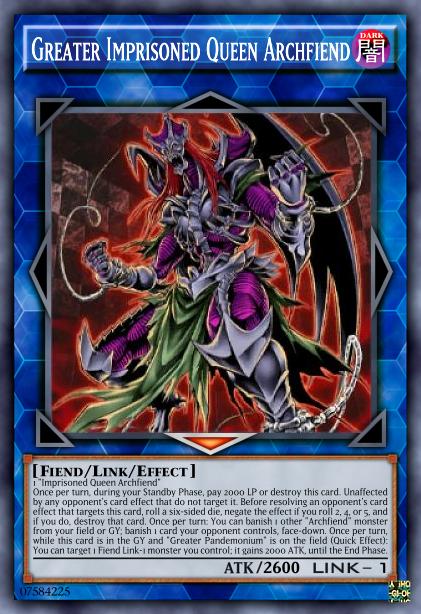 Greater Imprisoned Queen Archfiend
DARK
闇
[Fiend/Link/Effect]
1 "Imprisoned Queen Archfiend"
Once per turn, during your Standby Phase, pay 2000 LP or destroy this card. Unaffected
by any opponent's card effect that do not target it. Before resolving an opponent's card
effect that targets this card, roll a six-sided die, negate the effect if you roll 2, 4, or 5, and
if you do, destroy that card. Once per turn: You can banish 1 other "Archfiend" monster
from your field or GY; banish 1 card your opponent controls, face-down. Once per turn,
while this card is in the GY and "Greater Pandemonium" is on the field (Quick Effect):
You can target 1 Fiend Link-1 monster you control; it gains 2000 ATK, until the End Phase.
ATK/2600 LINK-1
07584225